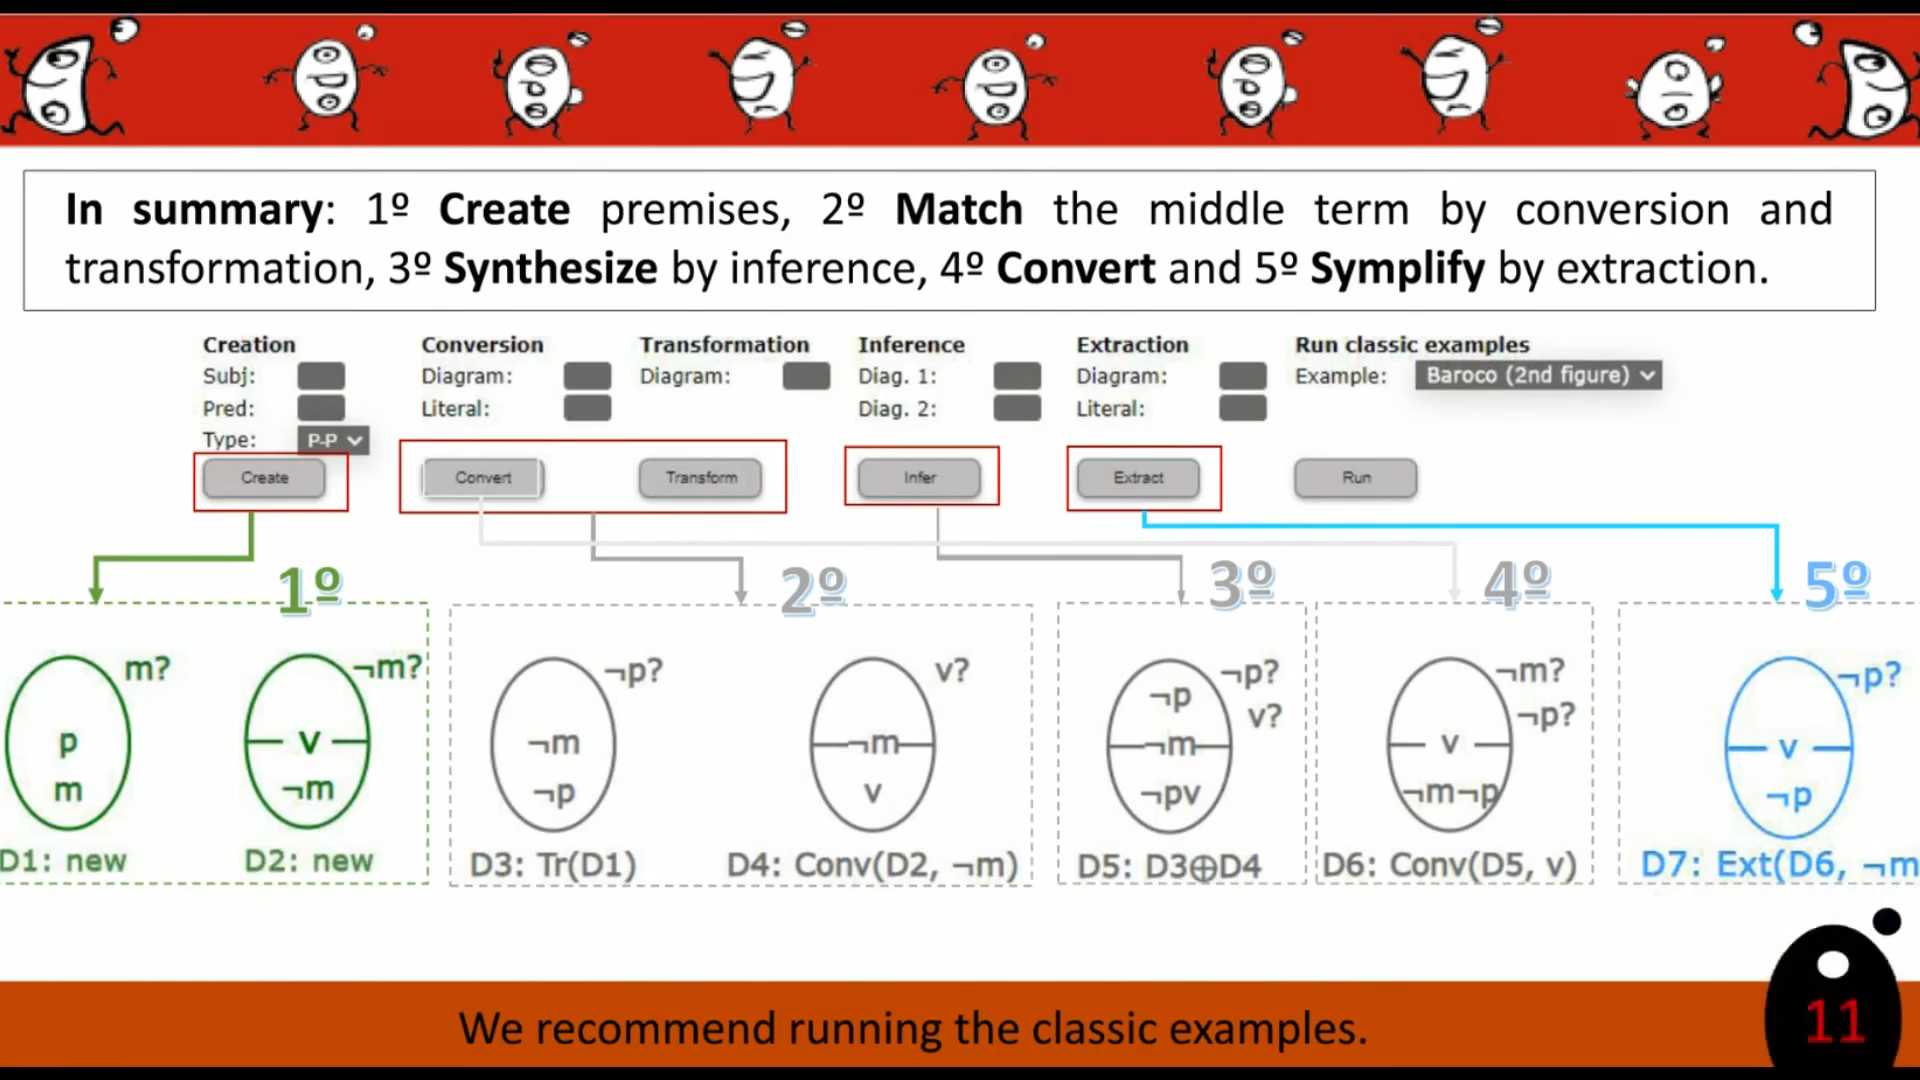 In summary: 1º Create premises, 2º Match the middle term by conversion and
transformation, 3º Synthesize by inference, 4º Convert and 5º Symplify by extraction.
Creation
Subj:
Pred:
Type: P-P
Create
Conversion
Diagram:
Literal:
Convert
Transformation
Diagram:
Transform
Inference
Diag. 1:
Diag. 2:
Infer
Extraction
Diagram:
Literal:
Extract
Run classic examples
Example: Baroco (2nd figure)
Run
1º
m?
p
m
D1: new
¬m?
v
¬m
D2: new
2º
¬p?
¬m
¬p
D3: Tr(D1)
v?
¬m
v
D4: Conv(D2, ¬m)
3º
¬p?
v?
¬p
¬m
¬pv
D5: D3⊕D4
4º
¬m?
¬p?
v
¬m¬p
D6: Conv(D5, v)
5º
¬p?
v
¬p
D7: Ext(D6, ¬m
We recommend running the classic examples.
11